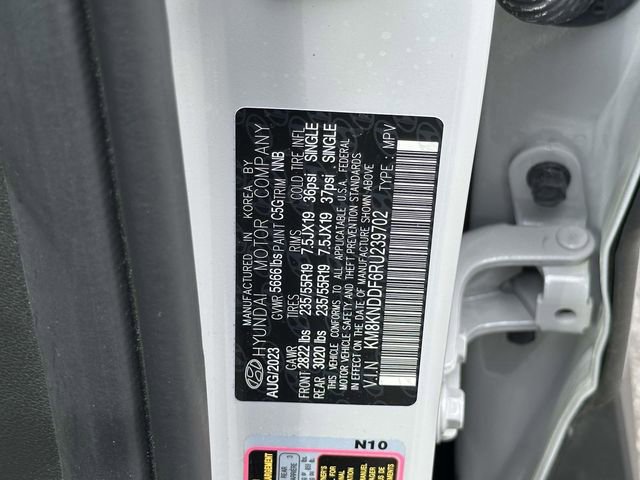 MANUFACTURED IN KOREA BY
HYUNDAI MOTOR COMPANY
AUG/2023 GVWR 5666lbs PAINT C5G TRIM NNB
GAWR TIRES RIMS COLD TIRE INFL
FRONT 2822 lbs 235/55R19 7.5JX19 36psi , SINGLE
REAR 3020 lbs 235/55R19 7.5JX19 37psi , SINGLE
THIS VEHICLE CONFORMS TO ALL APPLICABLE U.S.A. FEDERAL
MOTOR VEHICLE SAFETY AND THEFT PREVENTION STANDARDS
IN EFFECT ON THE DATE OF MANUFACTURE SHOWN ABOVE
V.I.N : KM8KNDDF6RU239702 TYPE : MPV
N10
REAR
ARRIÈRE 3